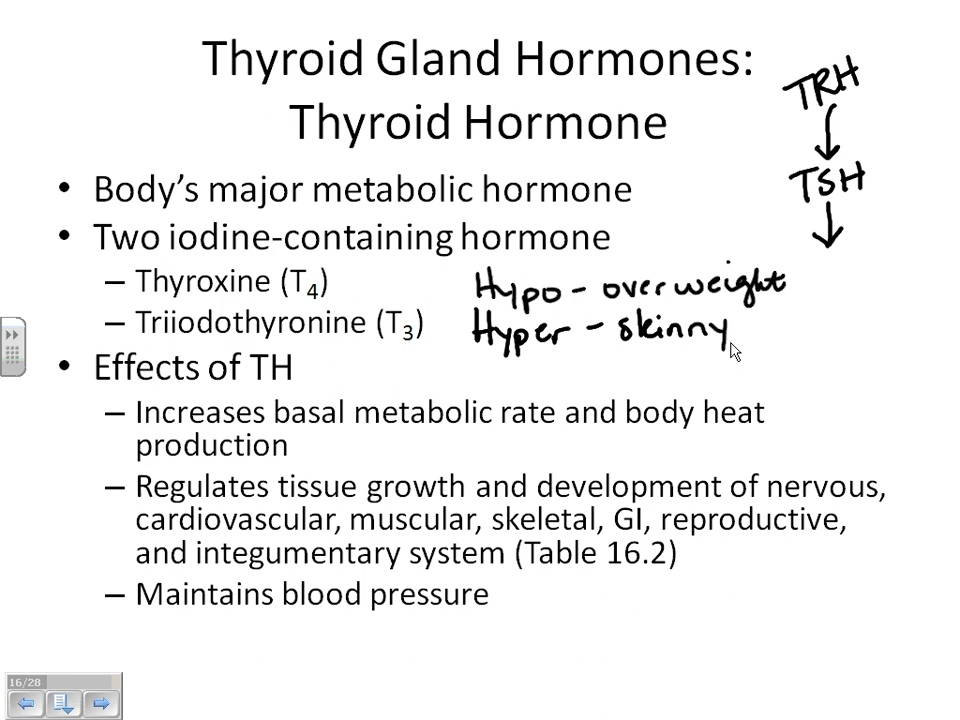 Thyroid Gland Hormones:
Thyroid Hormone
TRH
TSH
• Body's major metabolic hormone
• Two iodine-containing hormone
– Thyroxine (T4)
– Triiodothyronine (T3)
Hypo - overweight
Hyper - skinny
• Effects of TH
– Increases basal metabolic rate and body heat
production
– Regulates tissue growth and development of nervous,
cardiovascular, muscular, skeletal, GI, reproductive,
and integumentary system (Table 16.2)
– Maintains blood pressure
16/28